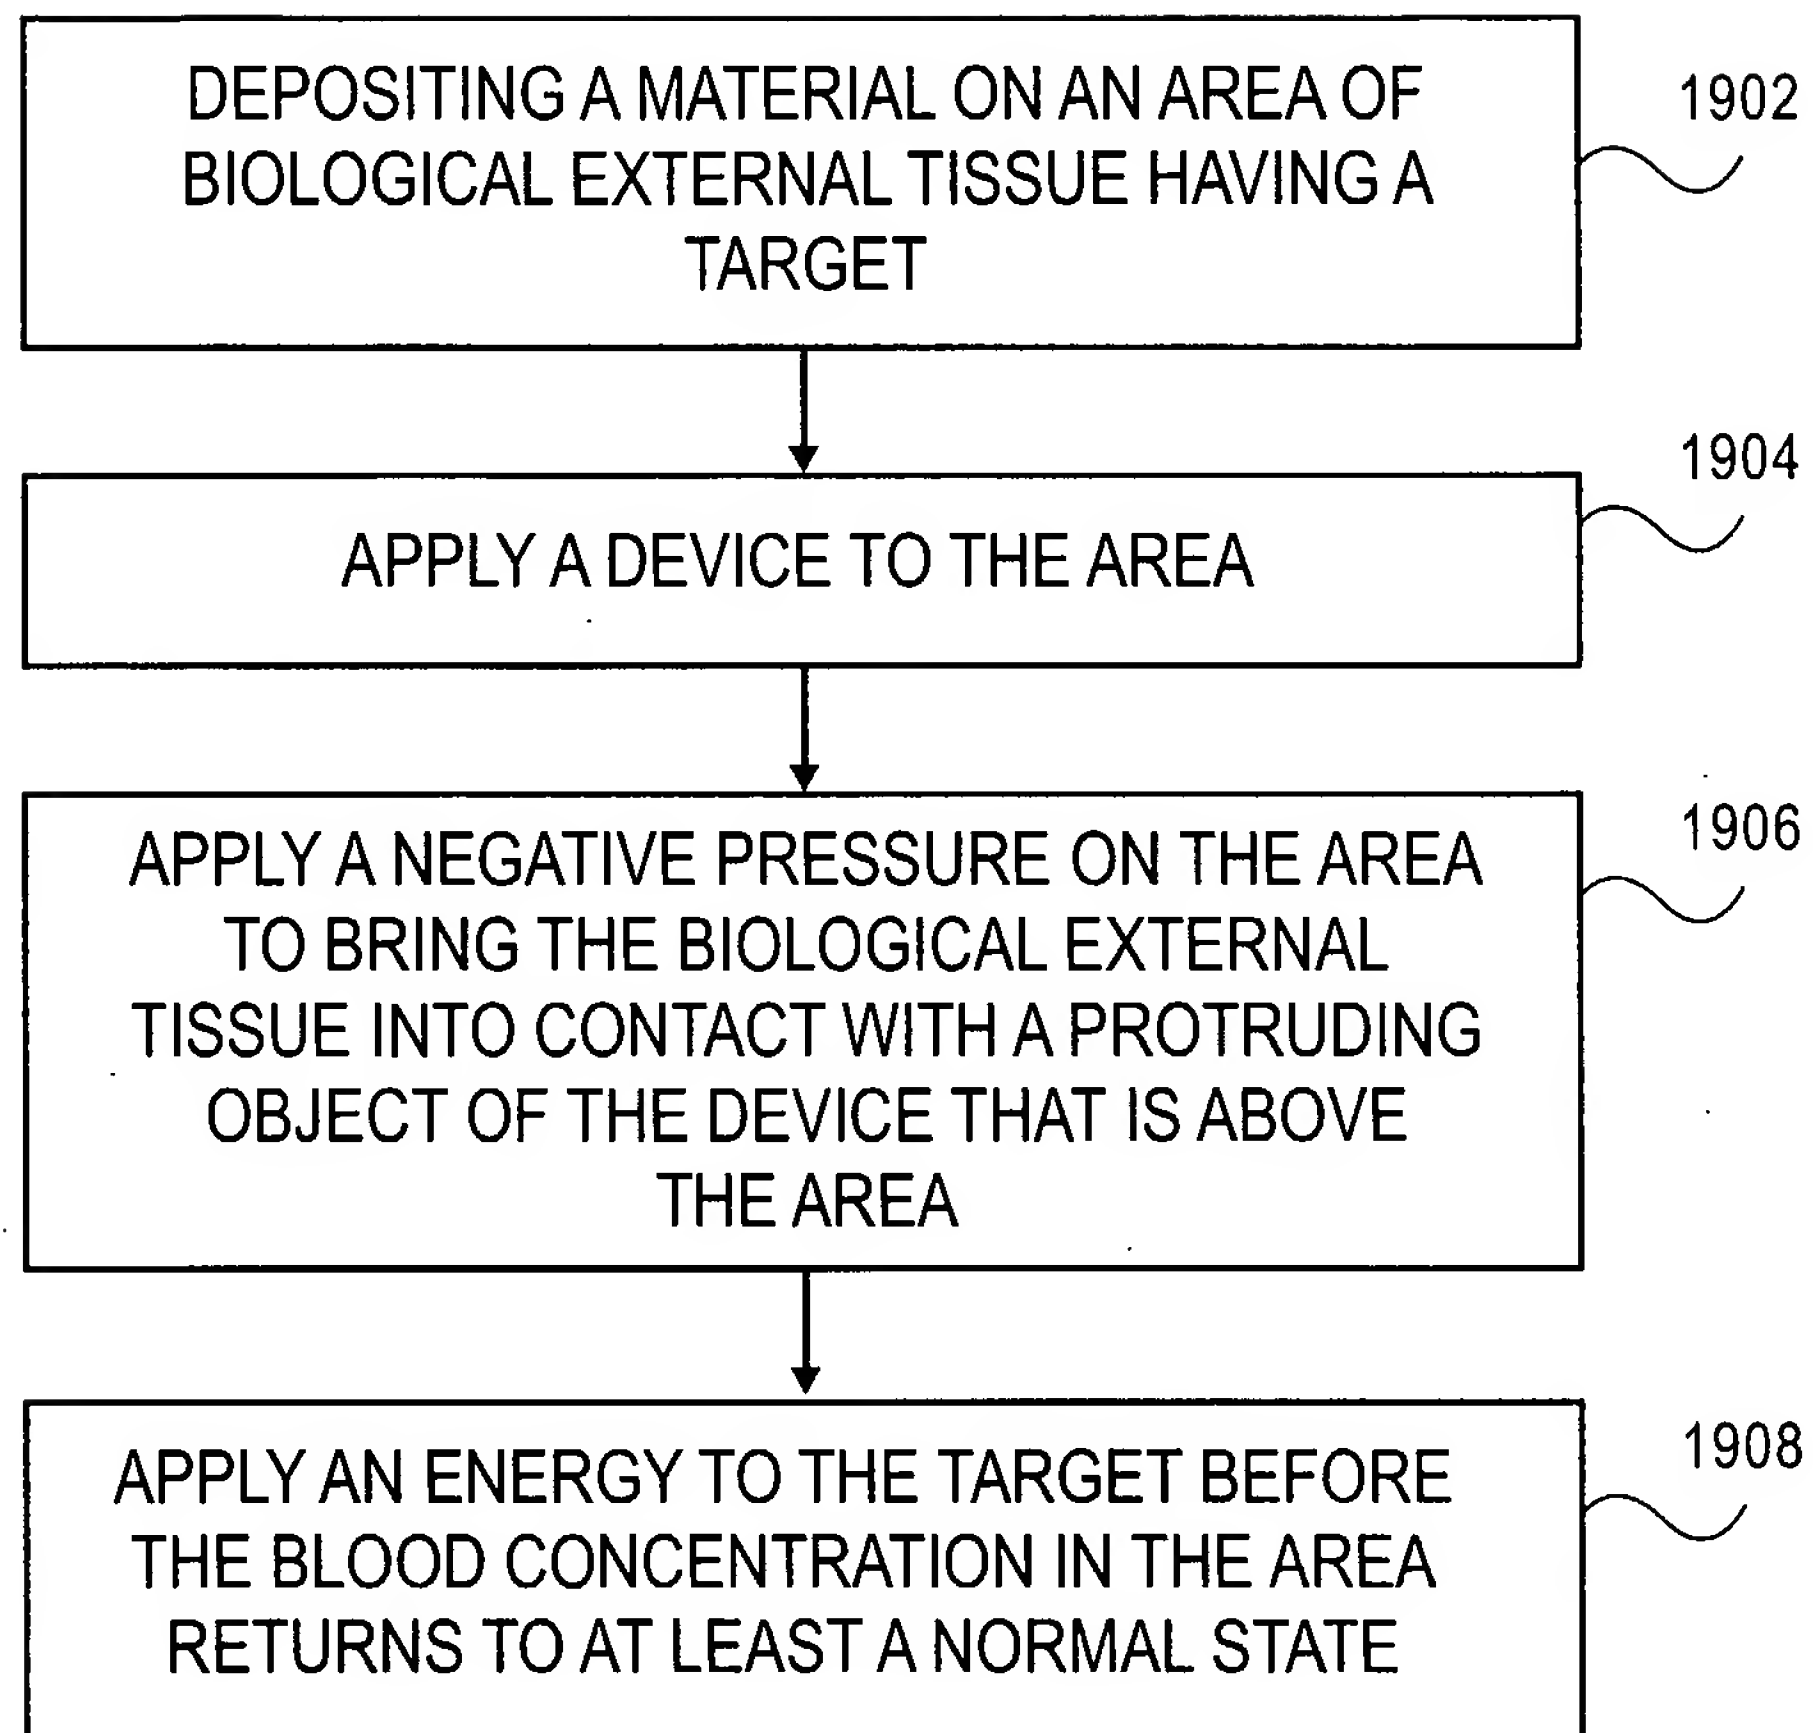 DEPOSITING A MATERIAL ON AN AREA OF
BIOLOGICAL EXTERNAL TISSUE HAVING A
TARGET
1902
APPLY A DEVICE TO THE AREA
1904
APPLY A NEGATIVE PRESSURE ON THE AREA
TO BRING THE BIOLOGICAL EXTERNAL
TISSUE INTO CONTACT WITH A PROTRUDING
OBJECT OF THE DEVICE THAT IS ABOVE
THE AREA
1906
APPLY AN ENERGY TO THE TARGET BEFORE
THE BLOOD CONCENTRATION IN THE AREA
RETURNS TO AT LEAST A NORMAL STATE
1908